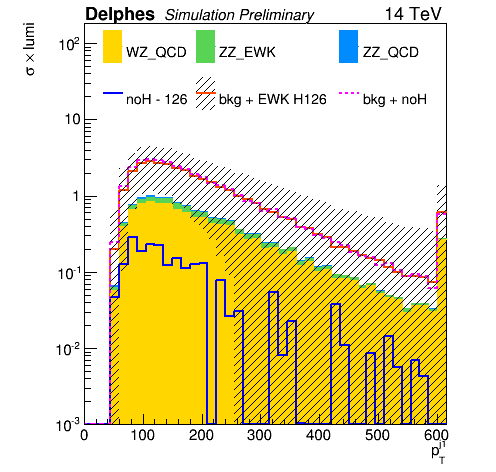 Delphes Simulation Preliminary 14 TeV
σ × lumi
10²
WZ_QCD ZZ_EWK ZZ_QCD
noH - 126 bkg + EWK H126 bkg + noH
10
1
10⁻¹
10⁻²
10⁻³
0 100 200 300 400 500 600
p_T^{j1}